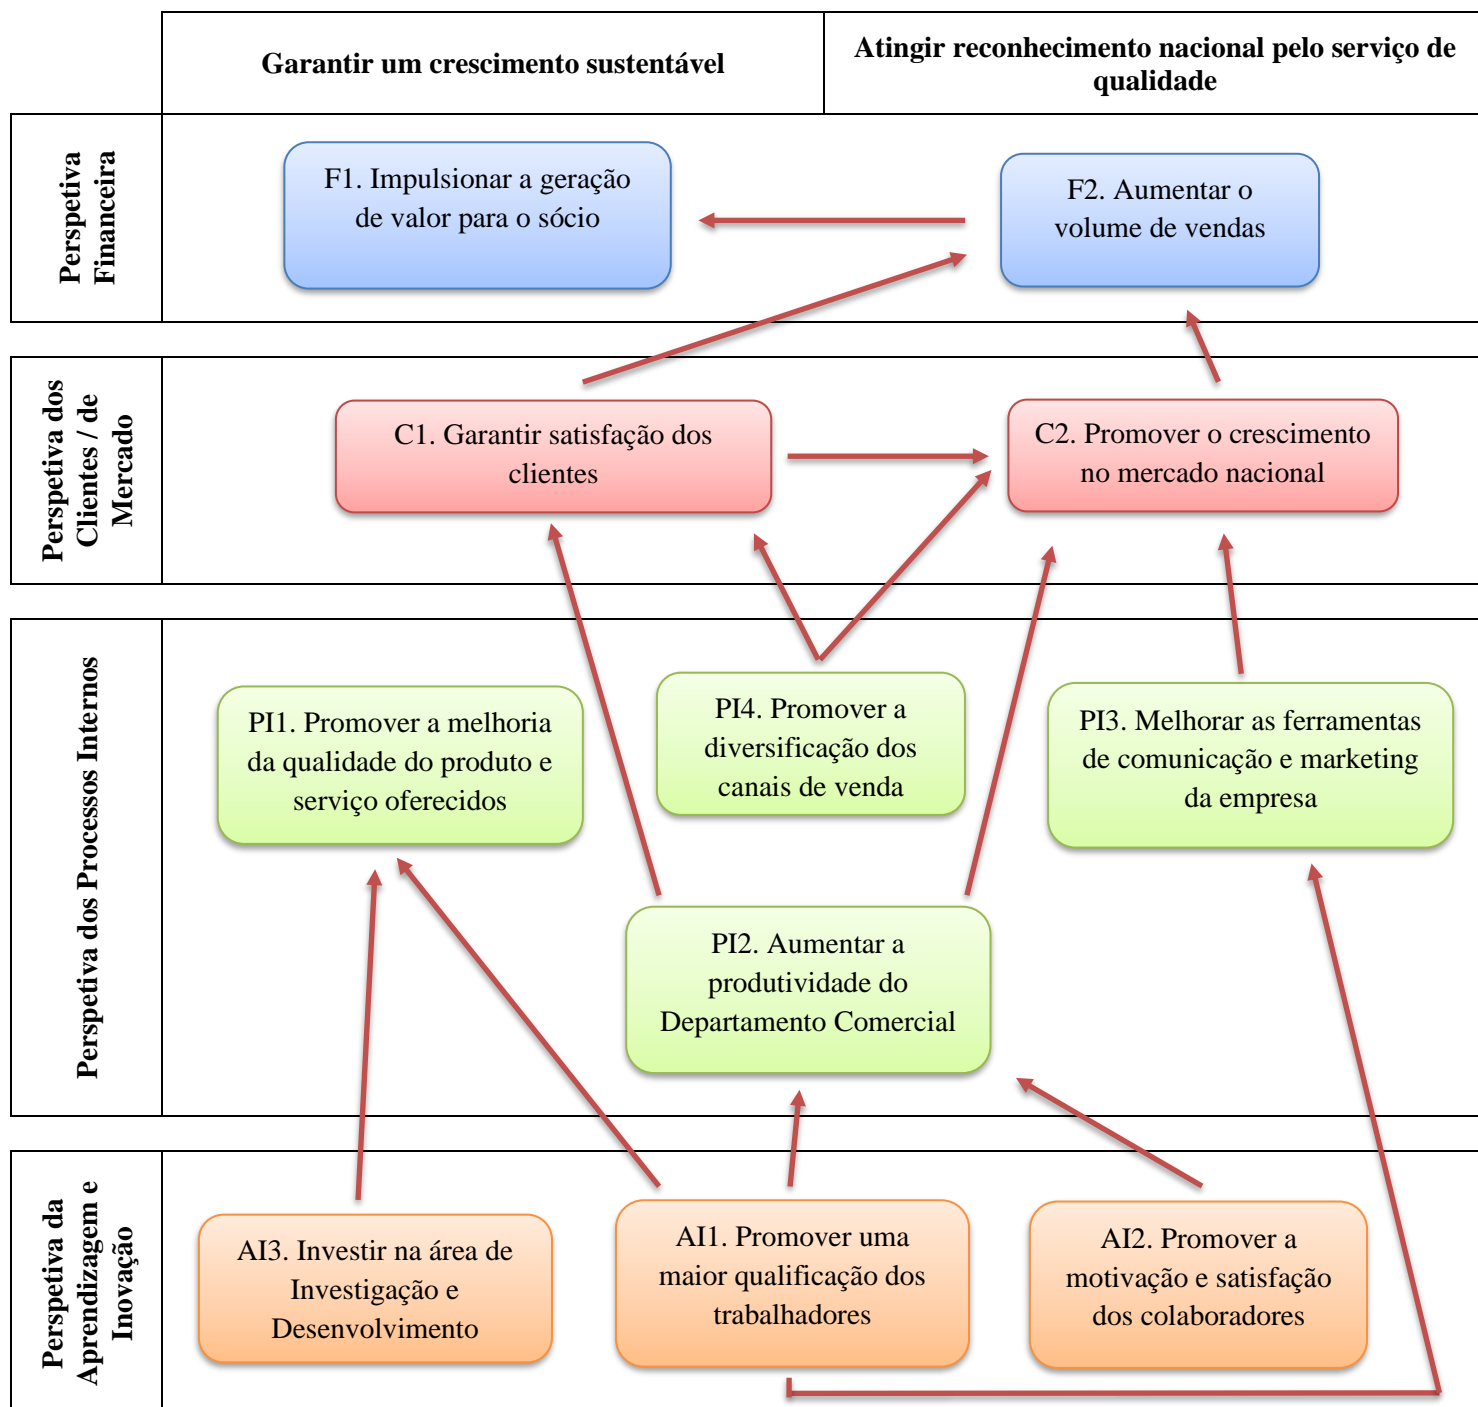 Garantir um crescimento sustentável
Atingir reconhecimento nacional pelo serviço de
qualidade
Perspetiva
Financeira
F1. Impulsionar a geração
de valor para o sócio
F2. Aumentar o
volume de vendas
Perspetiva dos
Clientes / de
Mercado
C1. Garantir satisfação dos
clientes
C2. Promover o crescimento
no mercado nacional
Perspetiva dos Processos Internos
PI1. Promover a melhoria
da qualidade do produto e
serviço oferecidos
PI4. Promover a
diversificação dos
canais de venda
PI3. Melhorar as ferramentas
de comunicação e marketing
da empresa
PI2. Aumentar a
produtividade do
Departamento Comercial
Perspetiva da
Aprendizagem e
Inovação
AI3. Investir na área de
Investigação e
Desenvolvimento
AI1. Promover uma
maior qualificação dos
trabalhadores
AI2. Promover a
motivação e satisfação
dos colaboradores